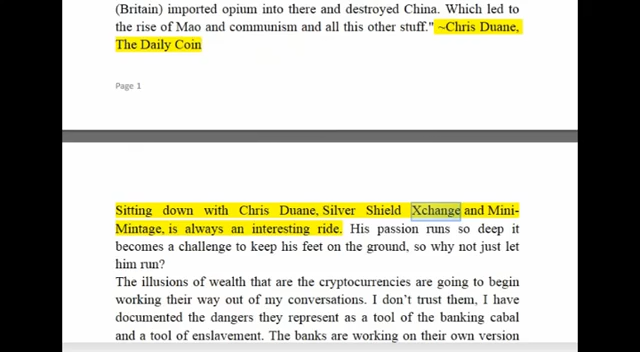 (Britain) imported opium into there and destroyed China. Which led to
the rise of Mao and communism and all this other stuff." ~Chris Duane,
The Daily Coin
Page 1
Sitting down with Chris Duane, Silver Shield Xchange and Mini-
Mintage, is always an interesting ride. His passion runs so deep it
becomes a challenge to keep his feet on the ground, so why not just let
him run?
The illusions of wealth that are the cryptocurrencies are going to begin
working their way out of my conversations. I don't trust them, I have
documented the dangers they represent as a tool of the banking cabal
and a tool of enslavement. The banks are working on their own version